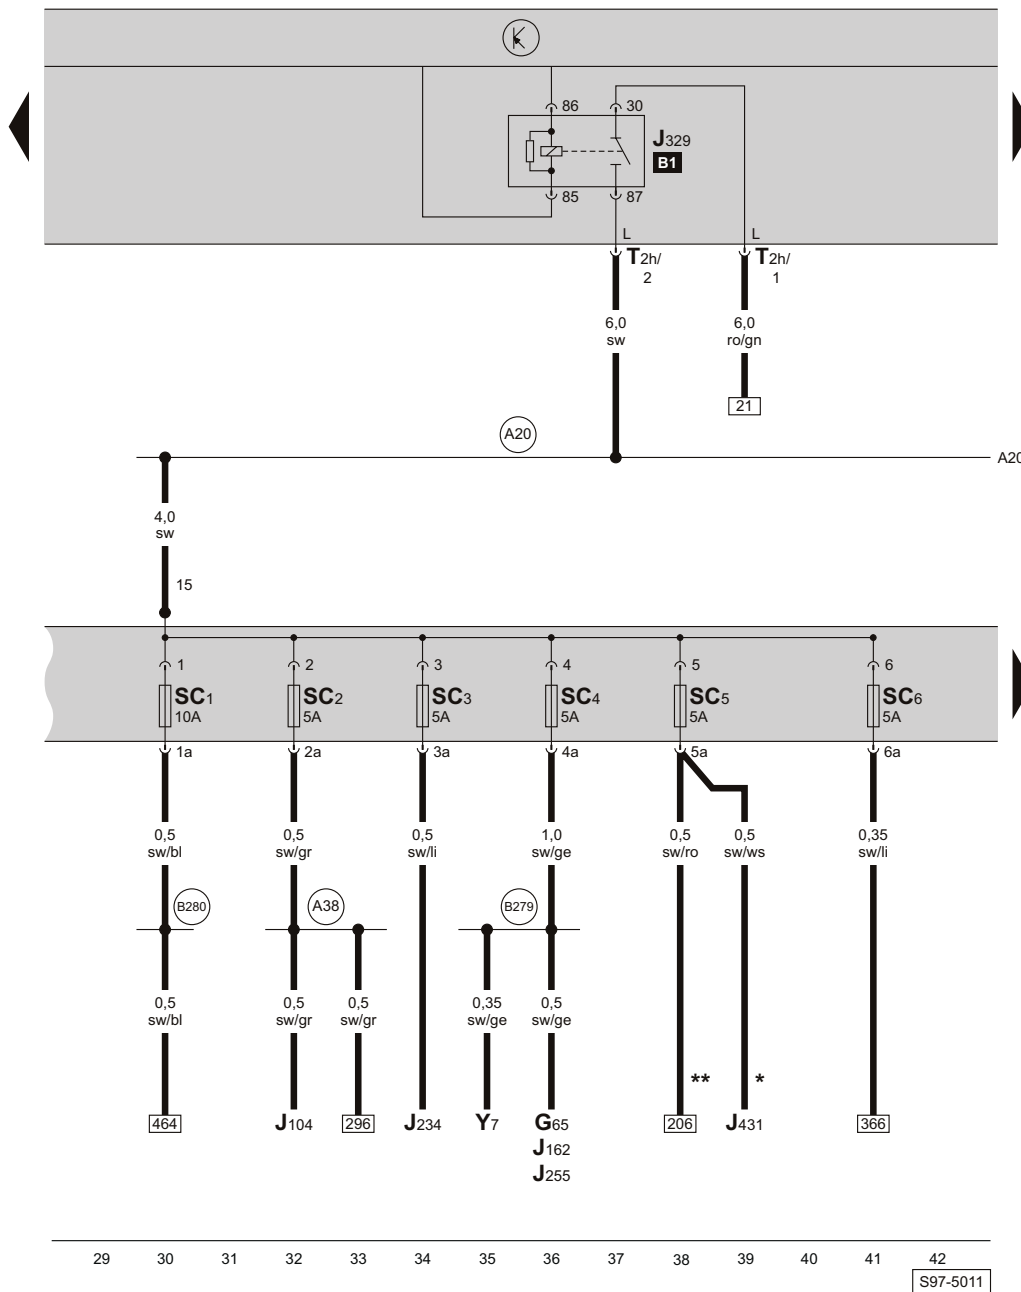 86 30
J329
B1
85 87
L L
T2h/ T2h/
2 1
6,0 6,0
sw ro/gn
21
A20
A20
4,0
sw
15
1 2 3 4 5 6
SC1 SC2 SC3 SC4 SC5 SC6
10A 5A 5A 5A 5A 5A
1a 2a 3a 4a 5a 6a
0,5 0,5 0,5 1,0 0,5 0,5 0,35
sw/bl sw/gr sw/li sw/ge sw/ro sw/ws sw/li
B280 A38 B279
0,5 0,5 0,5 0,35 0,5
sw/bl sw/gr sw/gr sw/ge sw/ge
** *
464 J104 296 J234 Y7 G65 206 J431 366
J162
J255
29 30 31 32 33 34 35 36 37 38 39 40 41 42
S97-5011